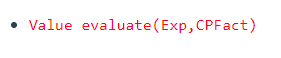 • Value evaluate(Exp,CPFact)